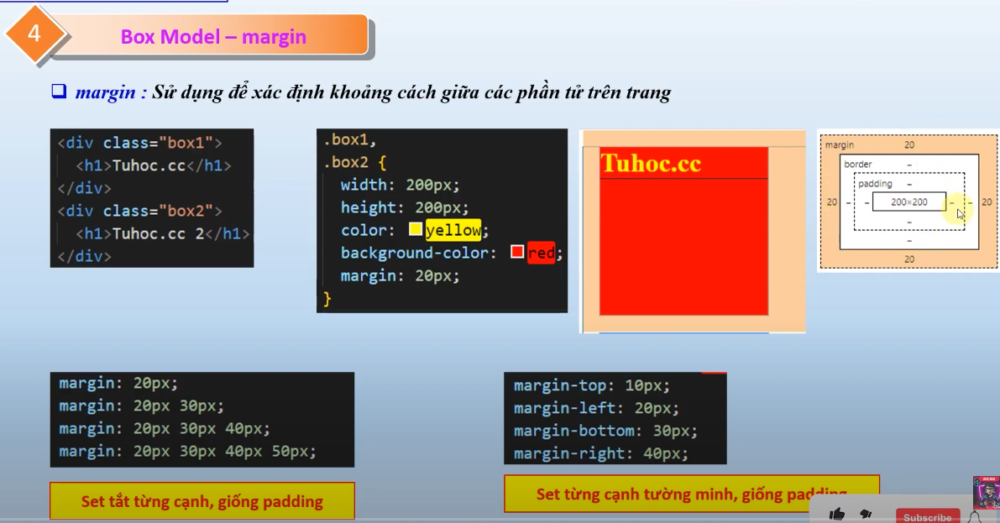 4
Box Model – margin
margin : Sử dụng để xác định khoảng cách giữa các phần tử trên trang
<div class="box1">
<h1>Tuhoc.cc</h1>
</div>
<div class="box2">
<h1>Tuhoc.cc 2</h1>
</div>
.box1,
.box2 {
width: 200px;
height: 200px;
color: yellow;
background-color: red;
margin: 20px;
}
Tuhoc.cc
margin 20
border –
padding –
20 – – 200×200 – – 20
–
–
20
margin: 20px;
margin: 20px 30px;
margin: 20px 30px 40px;
margin: 20px 30px 40px 50px;
Set tắt từng cạnh, giống padding
margin-top: 10px;
margin-left: 20px;
margin-bottom: 30px;
margin-right: 40px;
Set từng cạnh tường minh, giống padding
Subscribe